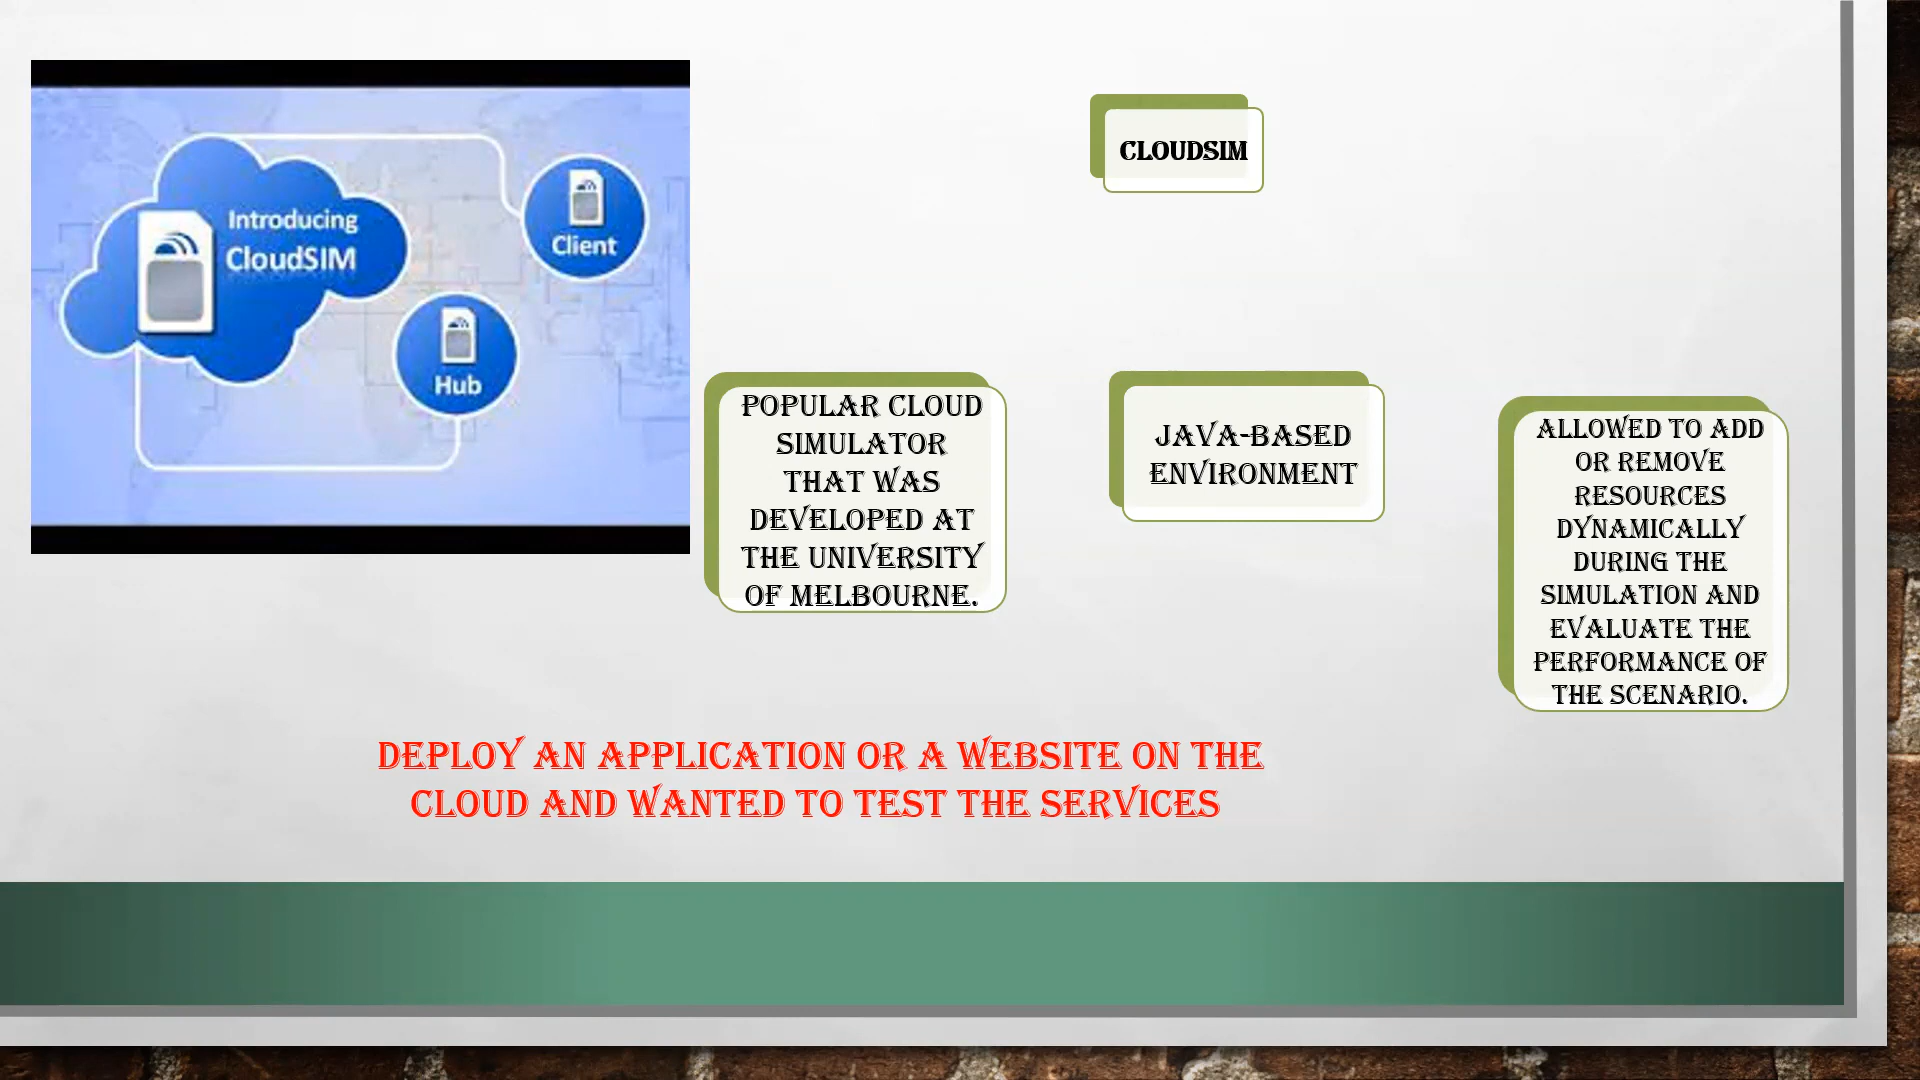 Introducing
CloudSIM
Client
Hub
CLOUDSIM
POPULAR CLOUD
SIMULATOR
THAT WAS
DEVELOPED AT
THE UNIVERSITY
OF MELBOURNE.
JAVA-BASED
ENVIRONMENT
ALLOWED TO ADD
OR REMOVE
RESOURCES
DYNAMICALLY
DURING THE
SIMULATION AND
EVALUATE THE
PERFORMANCE OF
THE SCENARIO.
DEPLOY AN APPLICATION OR A WEBSITE ON THE
CLOUD AND WANTED TO TEST THE SERVICES